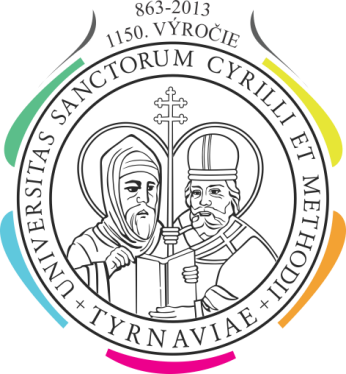 863-2013
1150. VÝROČIE
UNIVERSITAS SANCTORUM CYRILLI ET METHODII
TYRNAVIAE